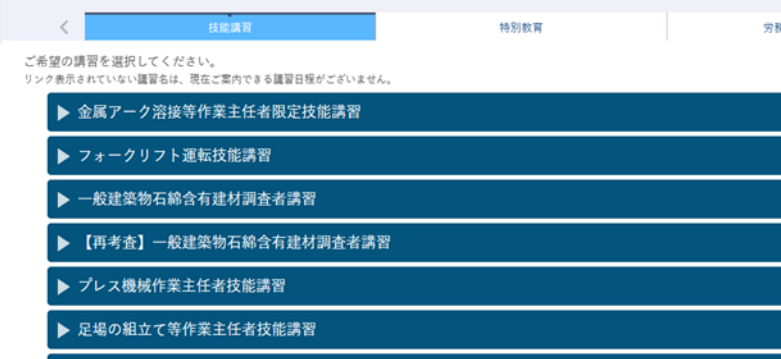 技能講習
特別教育
労務
ご希望の講習を選択してください。
リンク表示されていない講習名は、現在ご案内できる講習日程がございません。
金属アーク溶接等作業主任者限定技能講習
フォークリフト運転技能講習
一般建築物石綿含有建材調査者講習
【再考査】一般建築物石綿含有建材調査者講習
プレス機械作業主任者技能講習
足場の組立て等作業主任者技能講習